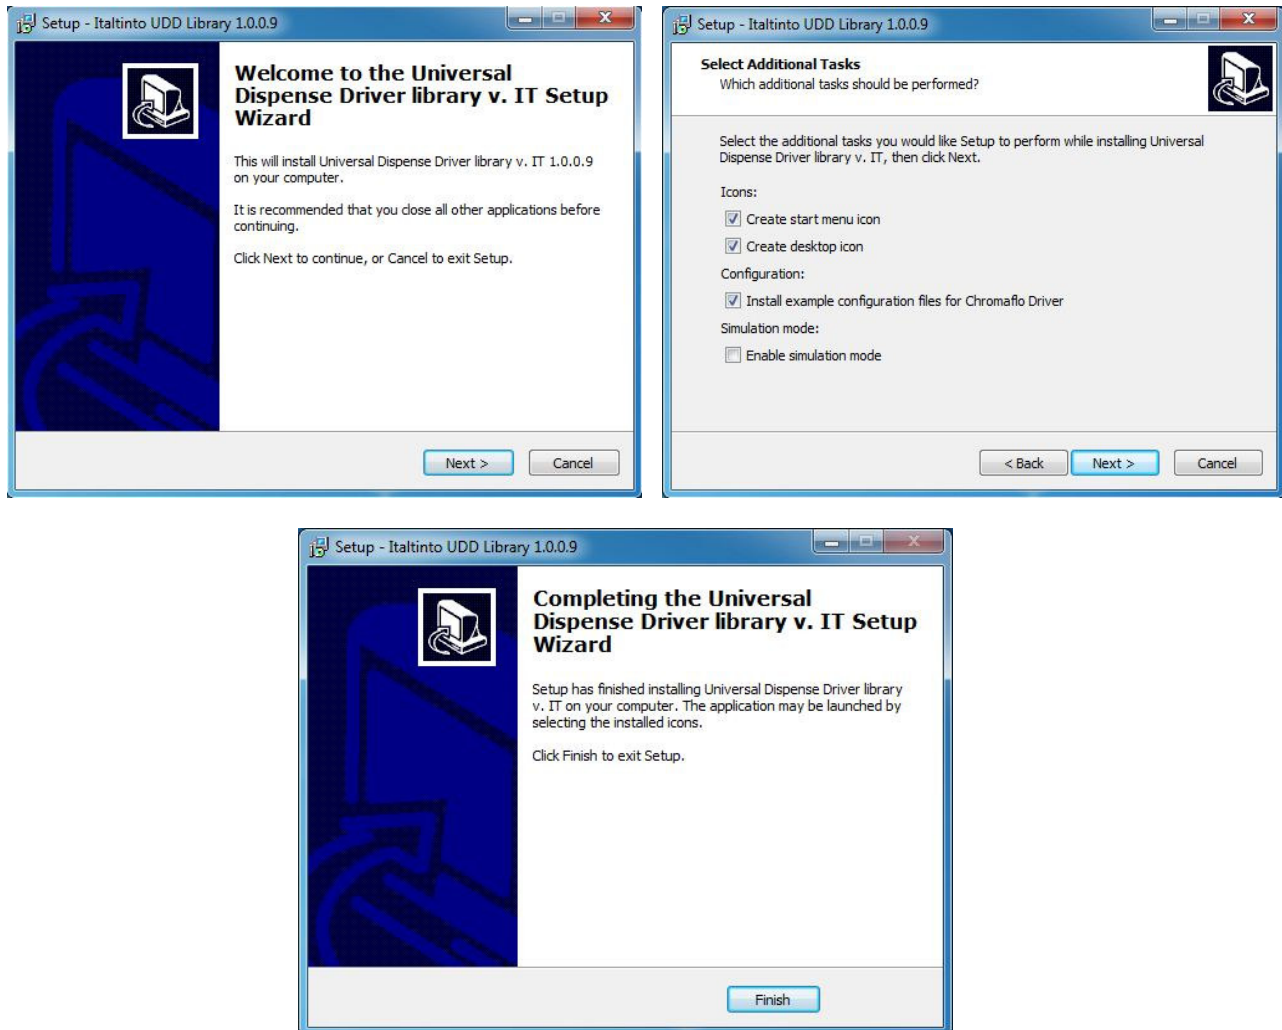 Setup - Italtinto UDD Library 1.0.0.9
Welcome to the Universal
Dispense Driver library v. IT Setup
Wizard
This will install Universal Dispense Driver library v. IT 1.0.0.9
on your computer.
It is recommended that you close all other applications before
continuing.
Click Next to continue, or Cancel to exit Setup.
Next >
Cancel
Setup - Italtinto UDD Library 1.0.0.9
Select Additional Tasks
Which additional tasks should be performed?
Select the additional tasks you would like Setup to perform while installing Universal
Dispense Driver library v. IT, then click Next.
Icons:
Create start menu icon
Create desktop icon
Configuration:
Install example configuration files for Chromaflo Driver
Simulation mode:
Enable simulation mode
< Back
Next >
Cancel
Setup - Italtinto UDD Library 1.0.0.9
Completing the Universal
Dispense Driver library v. IT Setup
Wizard
Setup has finished installing Universal Dispense Driver library
v. IT on your computer. The application may be launched by
selecting the installed icons.
Click Finish to exit Setup.
Finish